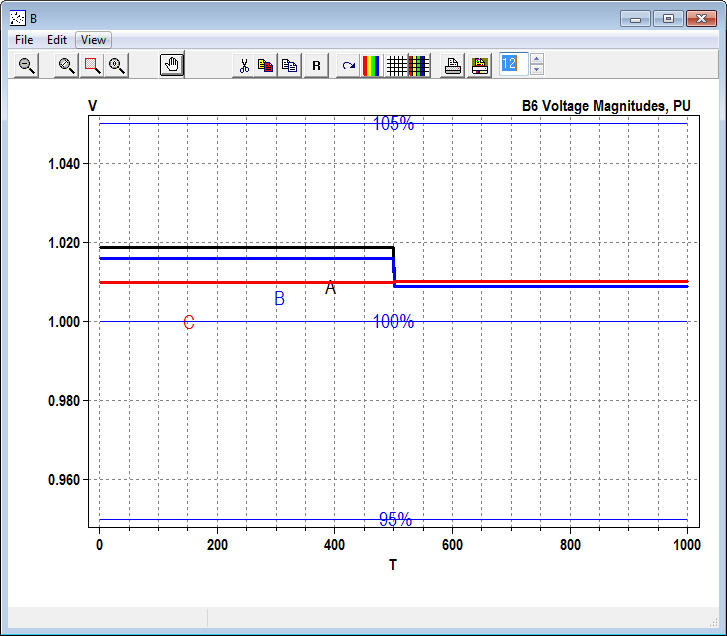 B
File Edit View
R 12
V B6 Voltage Magnitudes, PU
105%
1.040
1.020
A
B
1.000 C 100%
0.980
0.960
95%
0 200 400 600 800 1000
T